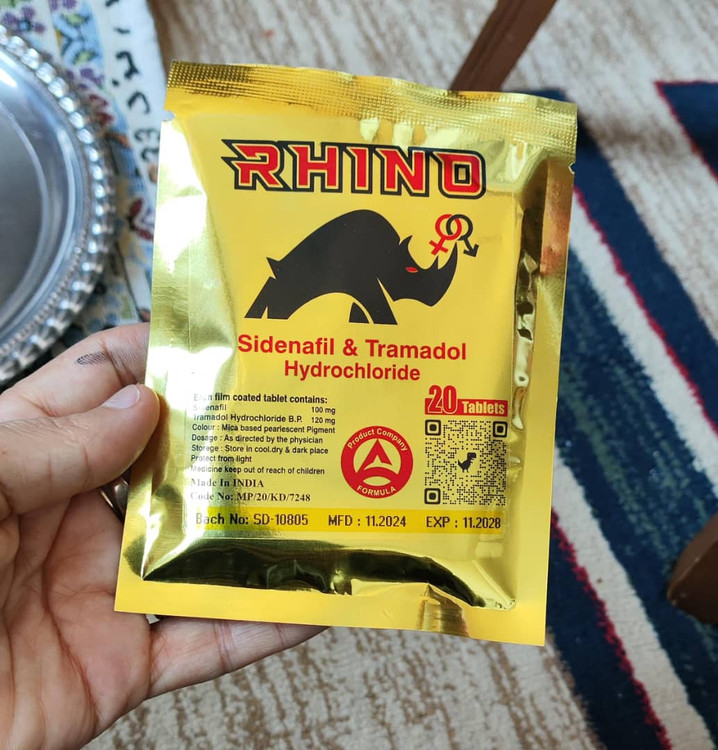 RHINO
Sidenafil & Tramadol
Hydrochloride
Each film coated tablet contains:
Sidenafil 100 mg
Tramadol Hydrochloride B.P. 120 mg
Colour : Mica based pearlescent Pigment
Dosage : As directed by the physician
Storege : Store in cool.dry & dark place
Protect from light
Medicine keep out of reach of children
Made In INDIA
Code No: MP/20/KD/7248
20 Tablets
Product Company
FORMULA
Bach No: SD-10805 MFD : 11.2024 EXP : 11.2028